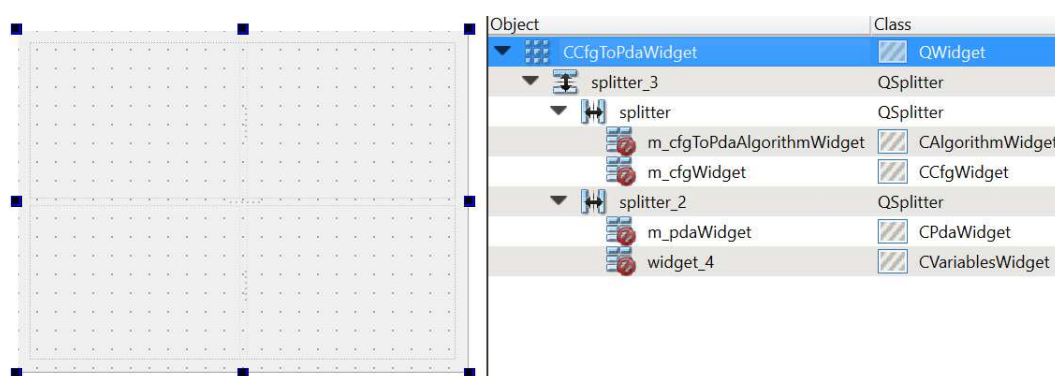 Object Class
CCfgToPdaWidget QWidget
splitter_3 QSplitter
splitter QSplitter
m_cfgToPdaAlgorithmWidget CAlgorithmWidget
m_cfgWidget CCfgWidget
splitter_2 QSplitter
m_pdaWidget CPdaWidget
widget_4 CVariablesWidget